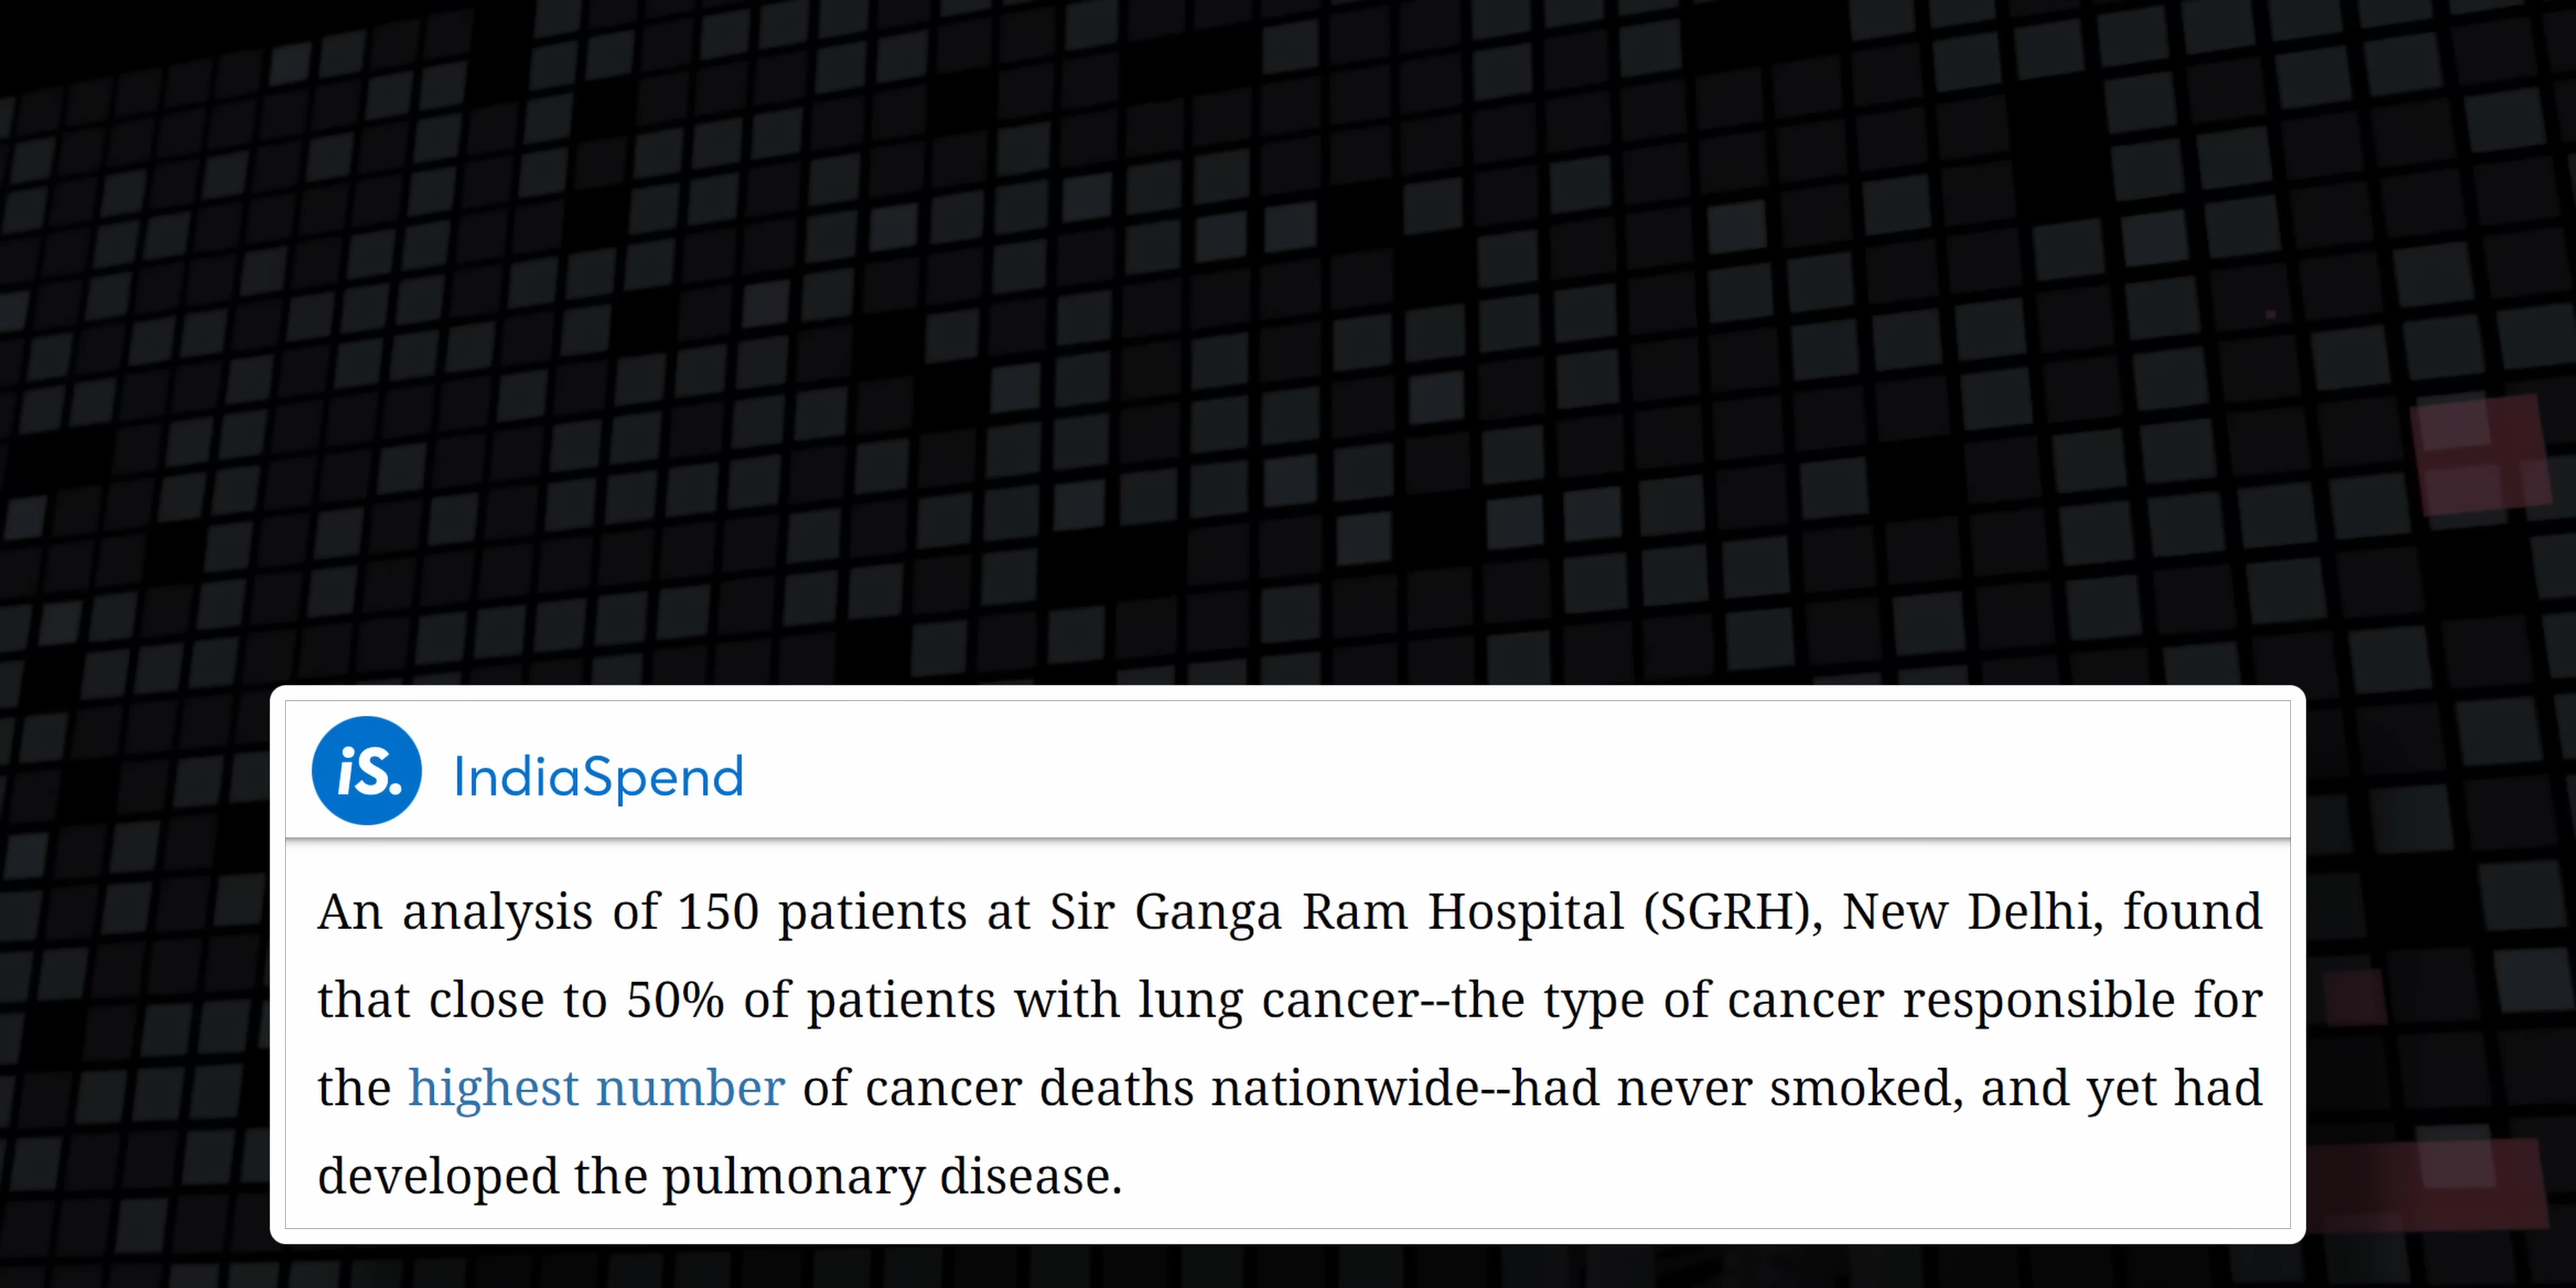 iS. IndiaSpend
An analysis of 150 patients at Sir Ganga Ram Hospital (SGRH), New Delhi, found
that close to 50% of patients with lung cancer--the type of cancer responsible for
the highest number of cancer deaths nationwide--had never smoked, and yet had
developed the pulmonary disease.